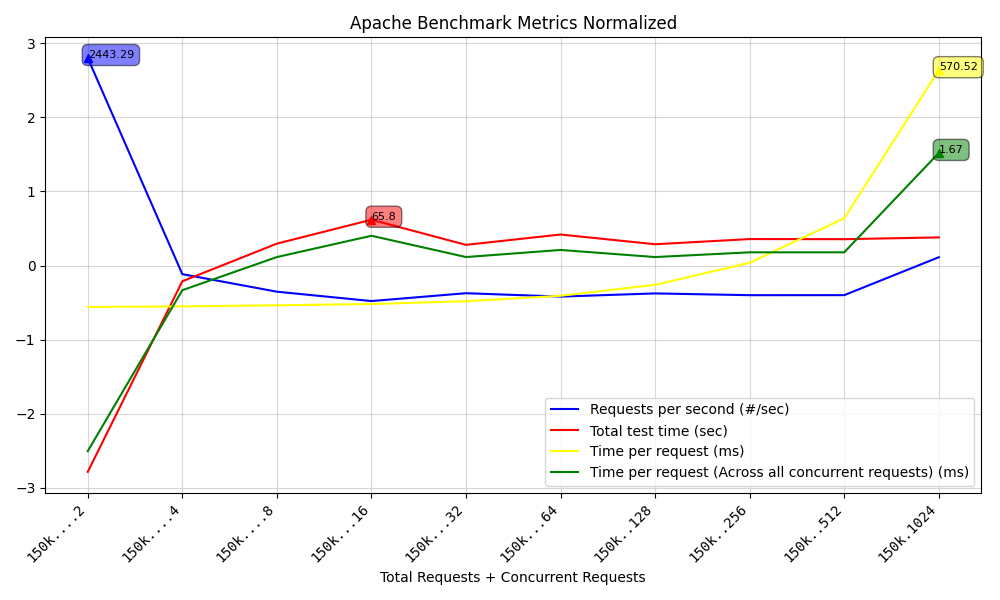 Apache Benchmark Metrics Normalized
3
2
1
0
−1
−2
−3
2443.29
65.8
570.52
1.67
Requests per second (#/sec)
Total test time (sec)
Time per request (ms)
Time per request (Across all concurrent requests) (ms)
150k....2
150k....4
150k....8
150k...16
150k...32
150k...64
150k..128
150k..256
150k..512
150k.1024
Total Requests + Concurrent Requests